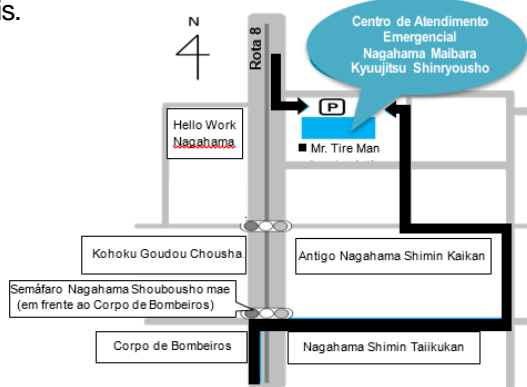 is.
N
Rota 8
Centro de Atendimento
Emergencial
Nagahama Maibara
Kyuujitsu Shinryousho
P
Hello Work
Nagahama
■ Mr. Tire Man
Kohoku Goudou Chousha
Antigo Nagahama Shimin Kaikan
Semáfaro Nagahama Shoubousho mae
(em frente ao Corpo de Bombeiros)
Corpo de Bombeiros
Nagahama Shimin Taiikukan